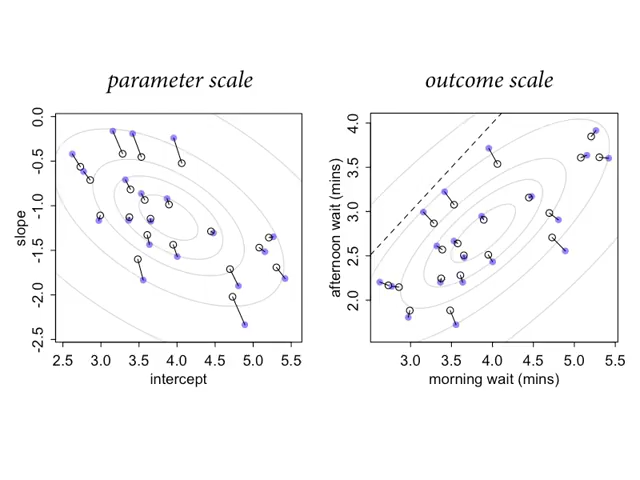 parameter scale
outcome scale
slope
0.0
-0.5
-1.0
-1.5
-2.0
-2.5
2.5 3.0 3.5 4.0 4.5 5.0 5.5
intercept
afternoon wait (mins)
4.0
3.5
3.0
2.5
2.0
3.0 3.5 4.0 4.5 5.0 5.5
morning wait (mins)